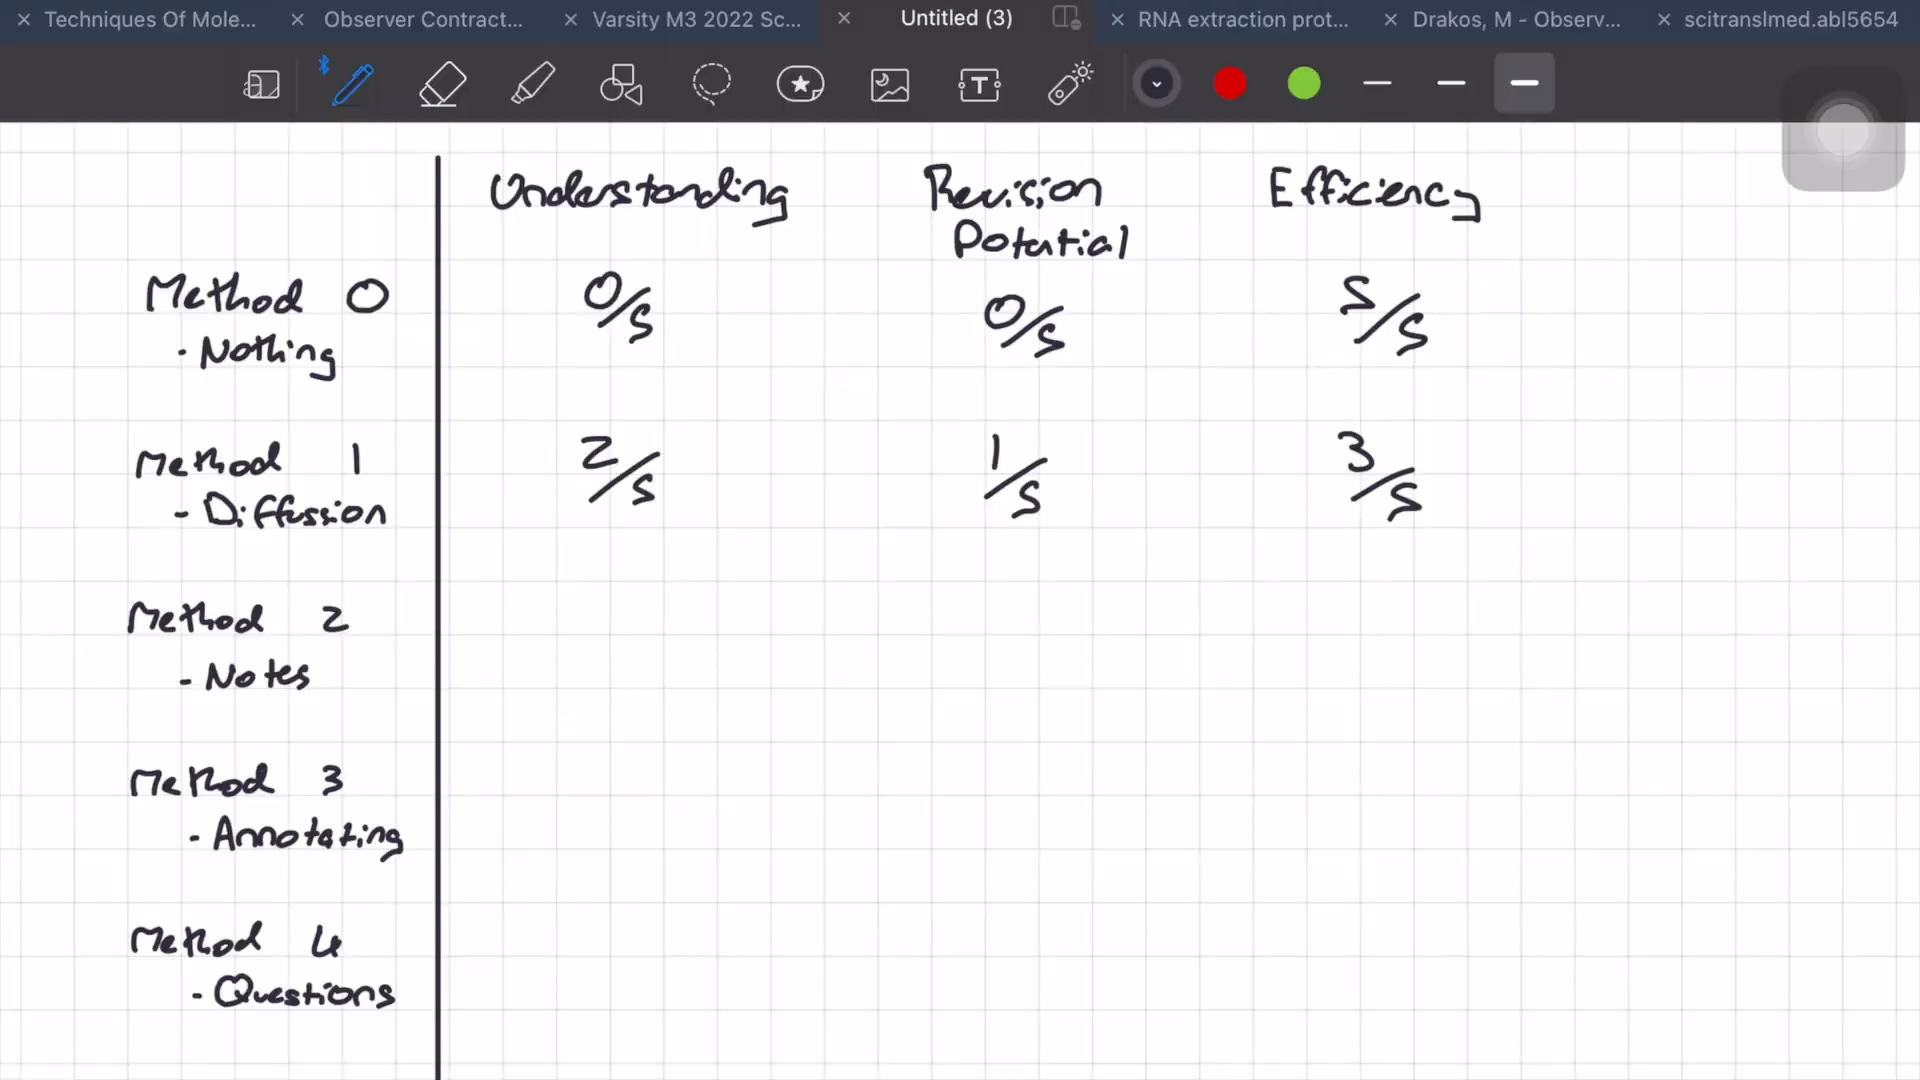 Techniques Of Mole... Observer Contract... Varsity M3 2022 Sc... Untitled (3) RNA extraction prot... Drakos, M - Observ... scitranslmed.abl5654
T
Understanding Revision Efficiency
Potential
Method 0 0/5 0/5 5/5
· Nothing
Method 1 2/5 1/5 3/5
- Diffussion
Method 2
- Notes
Method 3
- Annotating
Method 4
- Questions